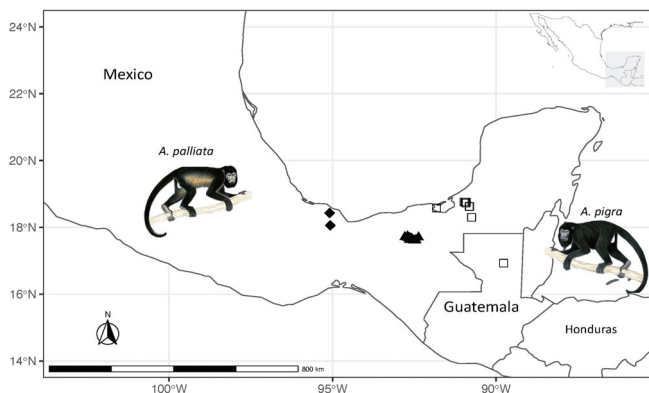 24°N
Mexico
22°N
A. palliata
20°N
A. pigra
18°N
16°N
Guatemala
Honduras
N
14°N
800 km
100°W
95°W
90°W